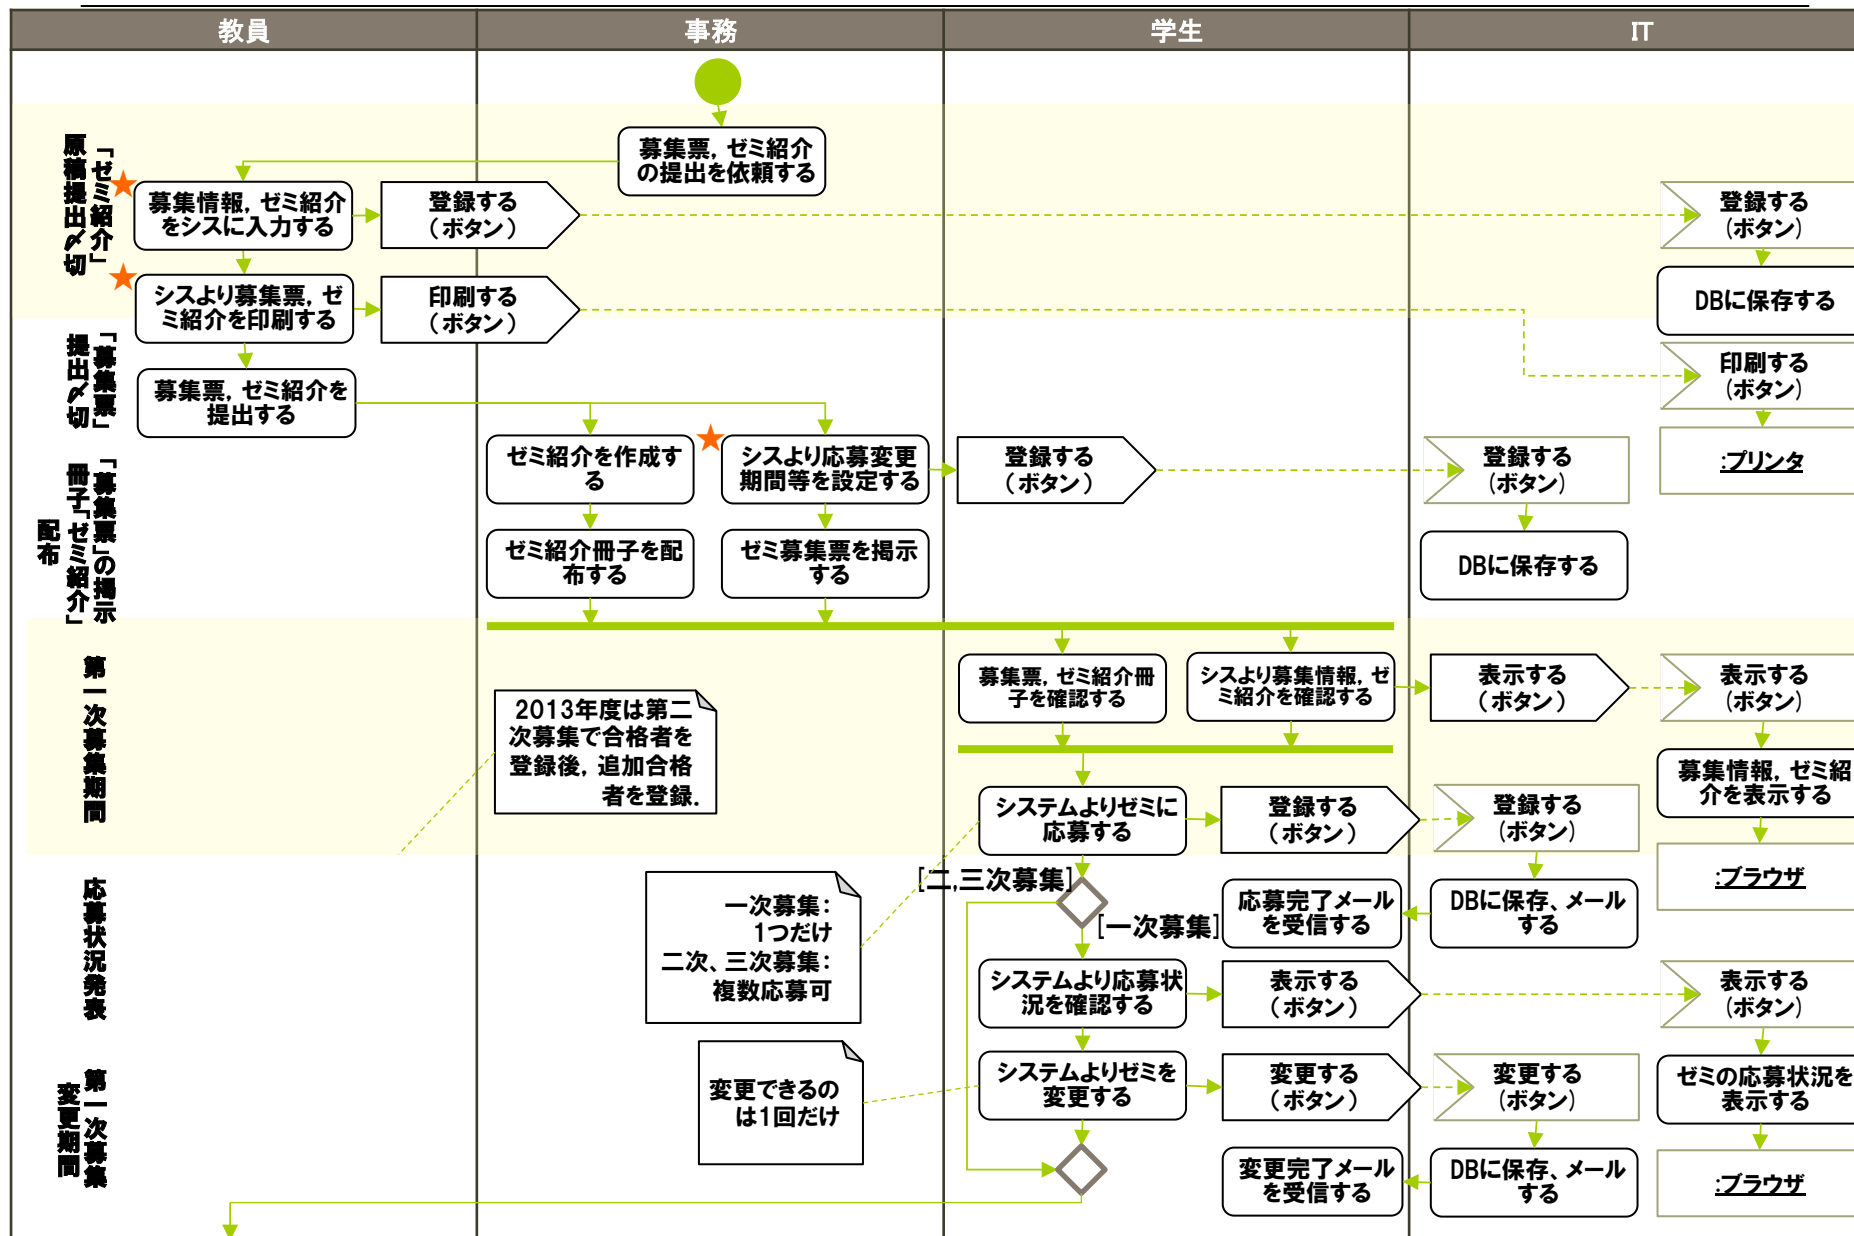 教員
事務
学生
IT
「ゼミ紹介」
原稿提出〆切
募集票，ゼミ紹介
の提出を依頼する
募集情報，ゼミ紹介
をシスに入力する
登録する
（ボタン）
登録する
（ボタン）
シスより募集票，ゼ
ミ紹介を印刷する
印刷する
（ボタン）
DBに保存する
「募集票」
提出〆切
印刷する
（ボタン）
募集票，ゼミ紹介を
提出する
:プリンタ
「募集票」の掲示
冊子「ゼミ紹介」
配布
ゼミ紹介を作成す
る
シスより応募変更
期間等を設定する
登録する
（ボタン）
登録する
（ボタン）
ゼミ紹介冊子を配
布する
ゼミ募集票を掲示
する
DBに保存する
第一次募集期間
募集票，ゼミ紹介冊
子を確認する
シスより募集情報，ゼ
ミ紹介を確認する
表示する
（ボタン）
表示する
（ボタン）
2013年度は第二
次募集で合格者を
登録後，追加合格
者を登録．
募集情報，ゼミ紹
介を表示する
システムよりゼミに
応募する
登録する
（ボタン）
登録する
（ボタン）
:ブラウザ
応募状況発表
[二,三次募集]
[一次募集]
一次募集：
1つだけ
二次、三次募集：
複数応募可
応募完了メール
を受信する
DBに保存、メール
する
システムより応募状
況を確認する
表示する
（ボタン）
表示する
（ボタン）
第一次募集
変更期間
変更できるの
は1回だけ
システムよりゼミを
変更する
変更する
（ボタン）
変更する
（ボタン）
ゼミの応募状況を
表示する
変更完了メール
を受信する
DBに保存、メール
する
:ブラウザ